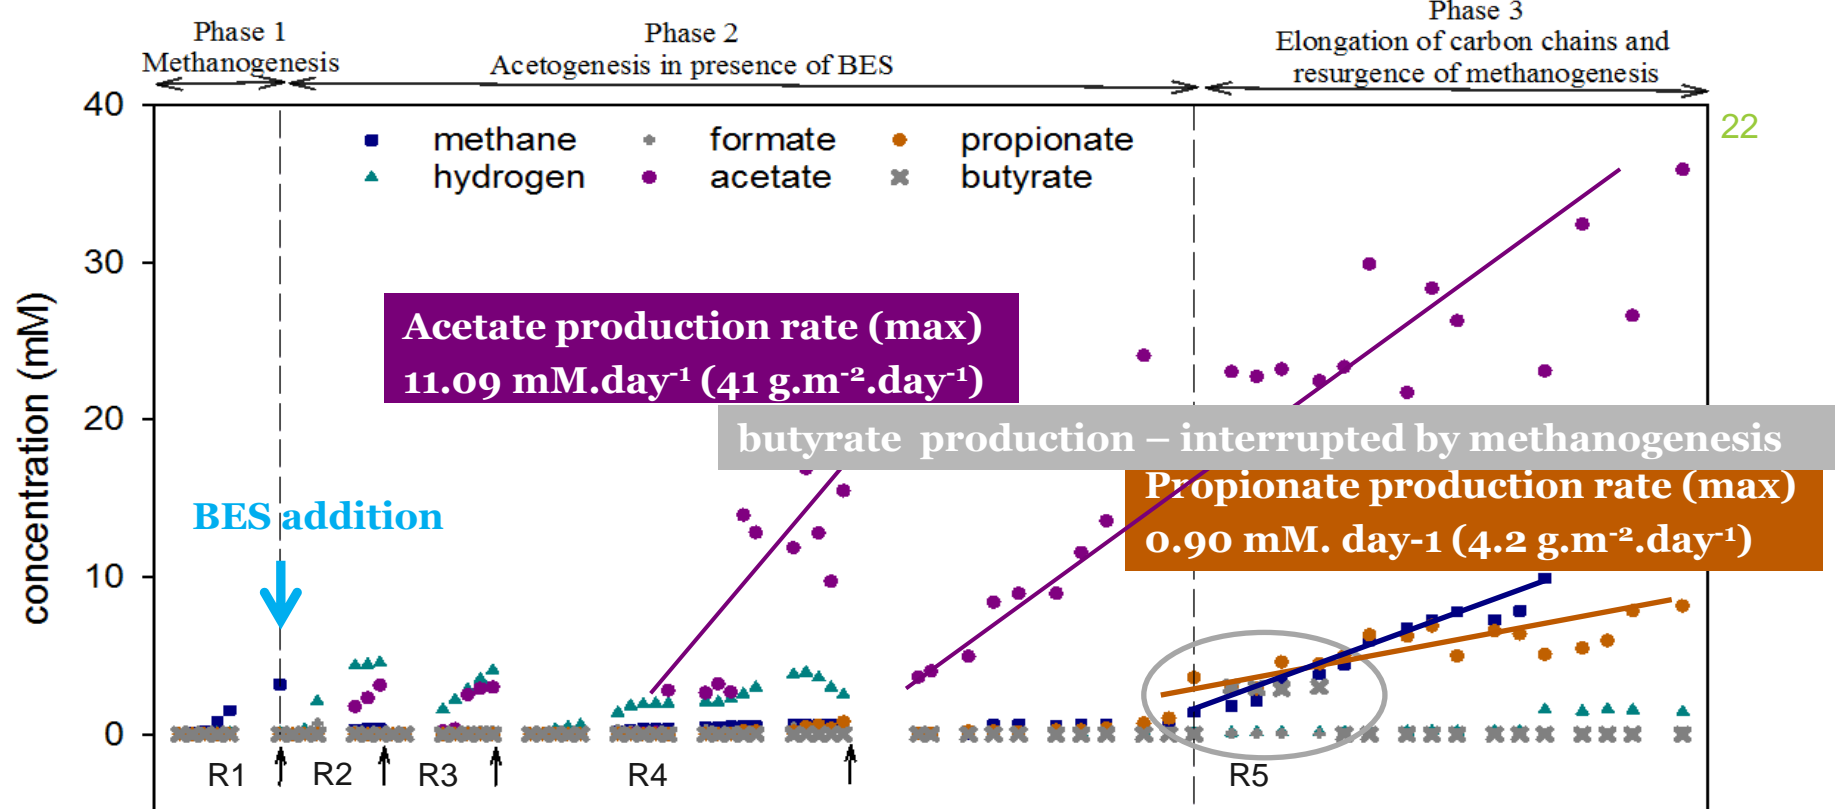 Phase 1
Methanogenesis
Phase 2
Acetogenesis in presence of BES
Phase 3
Elongation of carbon chains and
resurgence of methanogenesis
40
30
20
10
0
concentration (mM)
methane
formate
propionate
hydrogen
acetate
butyrate
22
Acetate production rate (max)
11.09 mM.day⁻¹ (41 g.m⁻².day⁻¹)
butyrate production – interrupted by methanogenesis
Propionate production rate (max)
0.90 mM. day-1 (4.2 g.m⁻².day⁻¹)
BES addition
R1
R2
R3
R4
R5